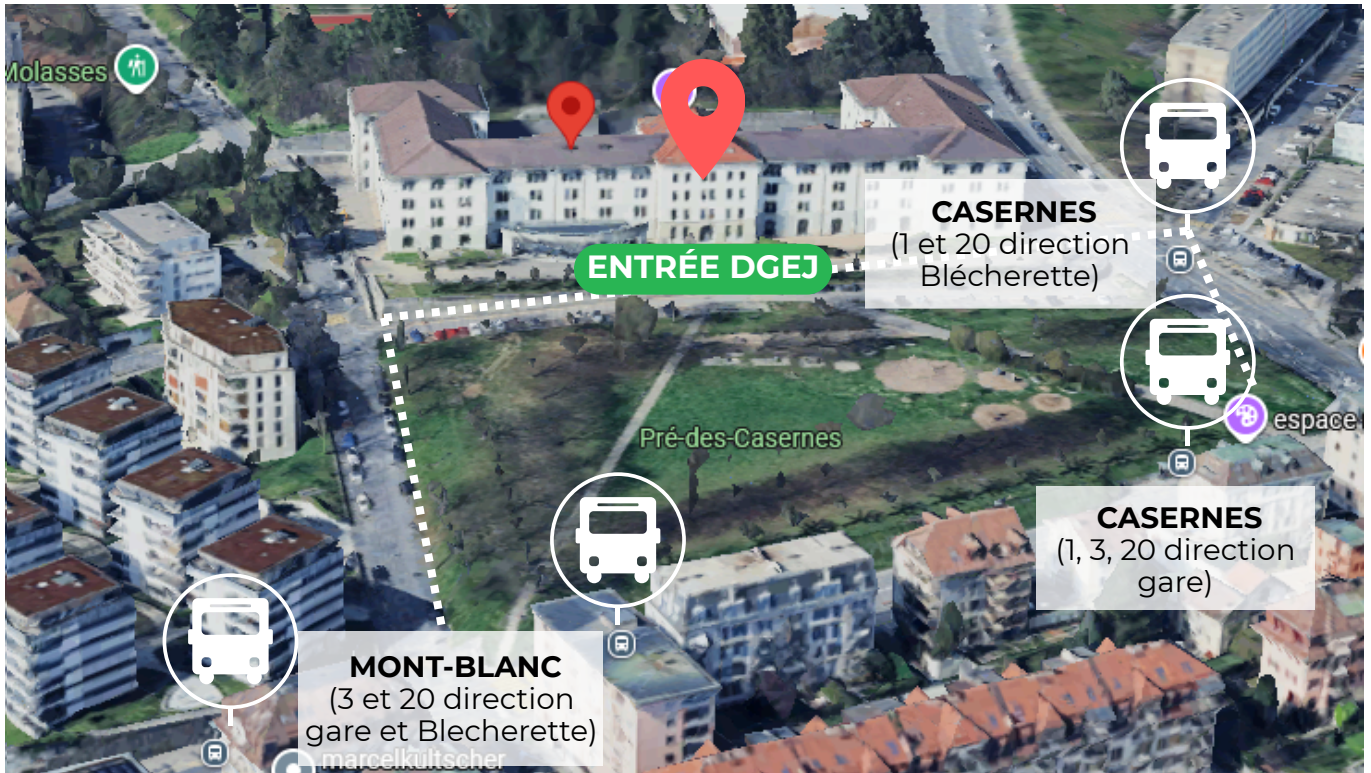 Molasses
CASERNES
(1 et 20 direction
Blécherette)
ENTRÉE DGEJ
espace
Pré-des-Casernes
CASERNES
(1, 3, 20 direction
gare)
MONT-BLANC
(3 et 20 direction
gare et Blecherette)
marcelkultscher